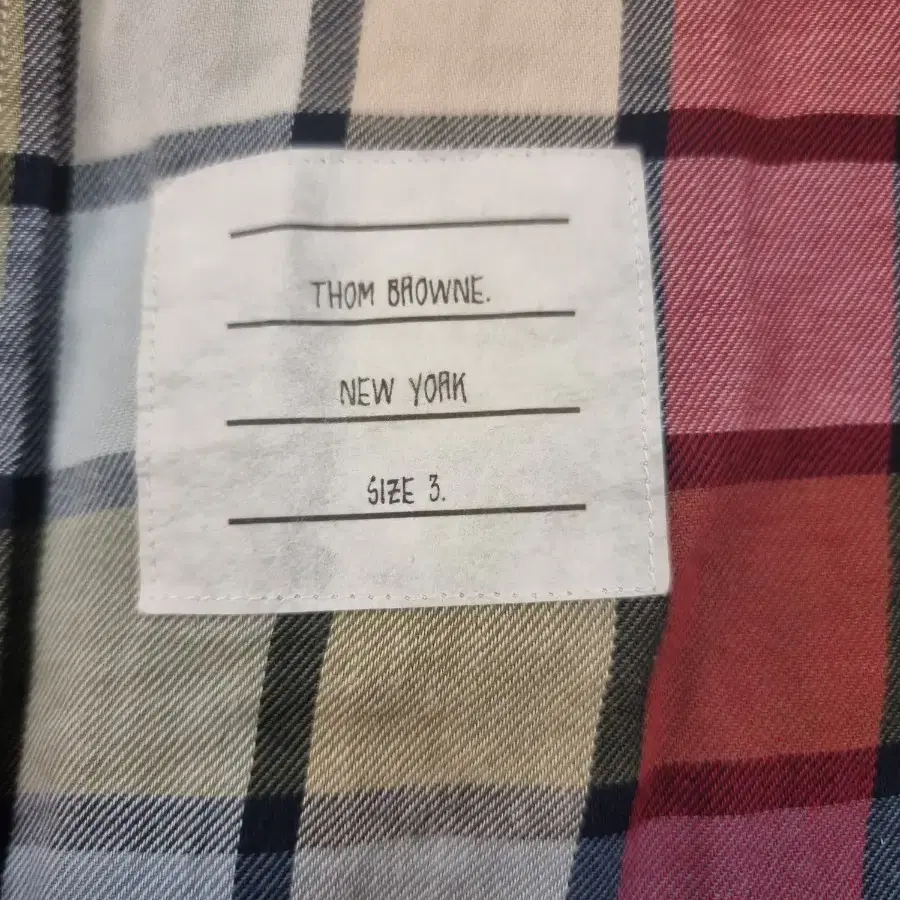 THOM BROWNE.
NEW YORK
SIZE 3.